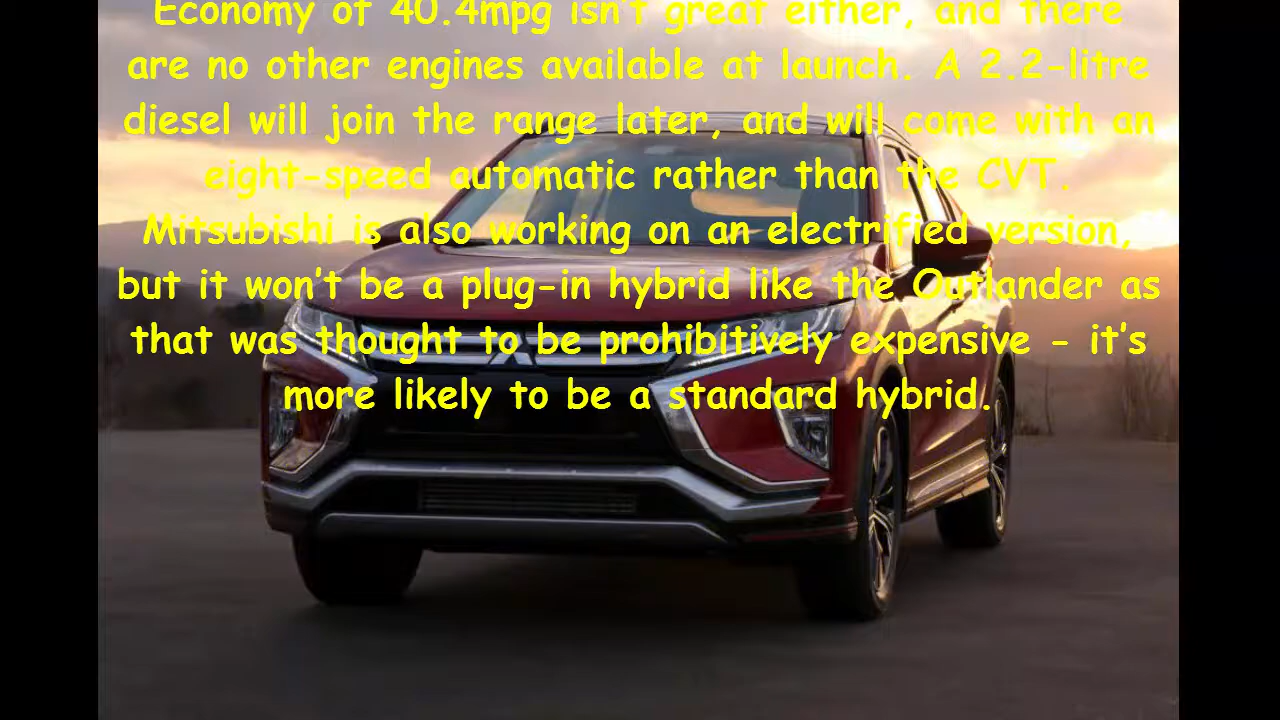 Economy of 40.4mpg isn't great either, and there
are no other engines available at launch. A 2.2-litre
diesel will join the range later, and will come with an
eight-speed automatic rather than the CVT.
Mitsubishi is also working on an electrified version,
but it won't be a plug-in hybrid like the Outlander as
that was thought to be prohibitively expensive - it's
more likely to be a standard hybrid.